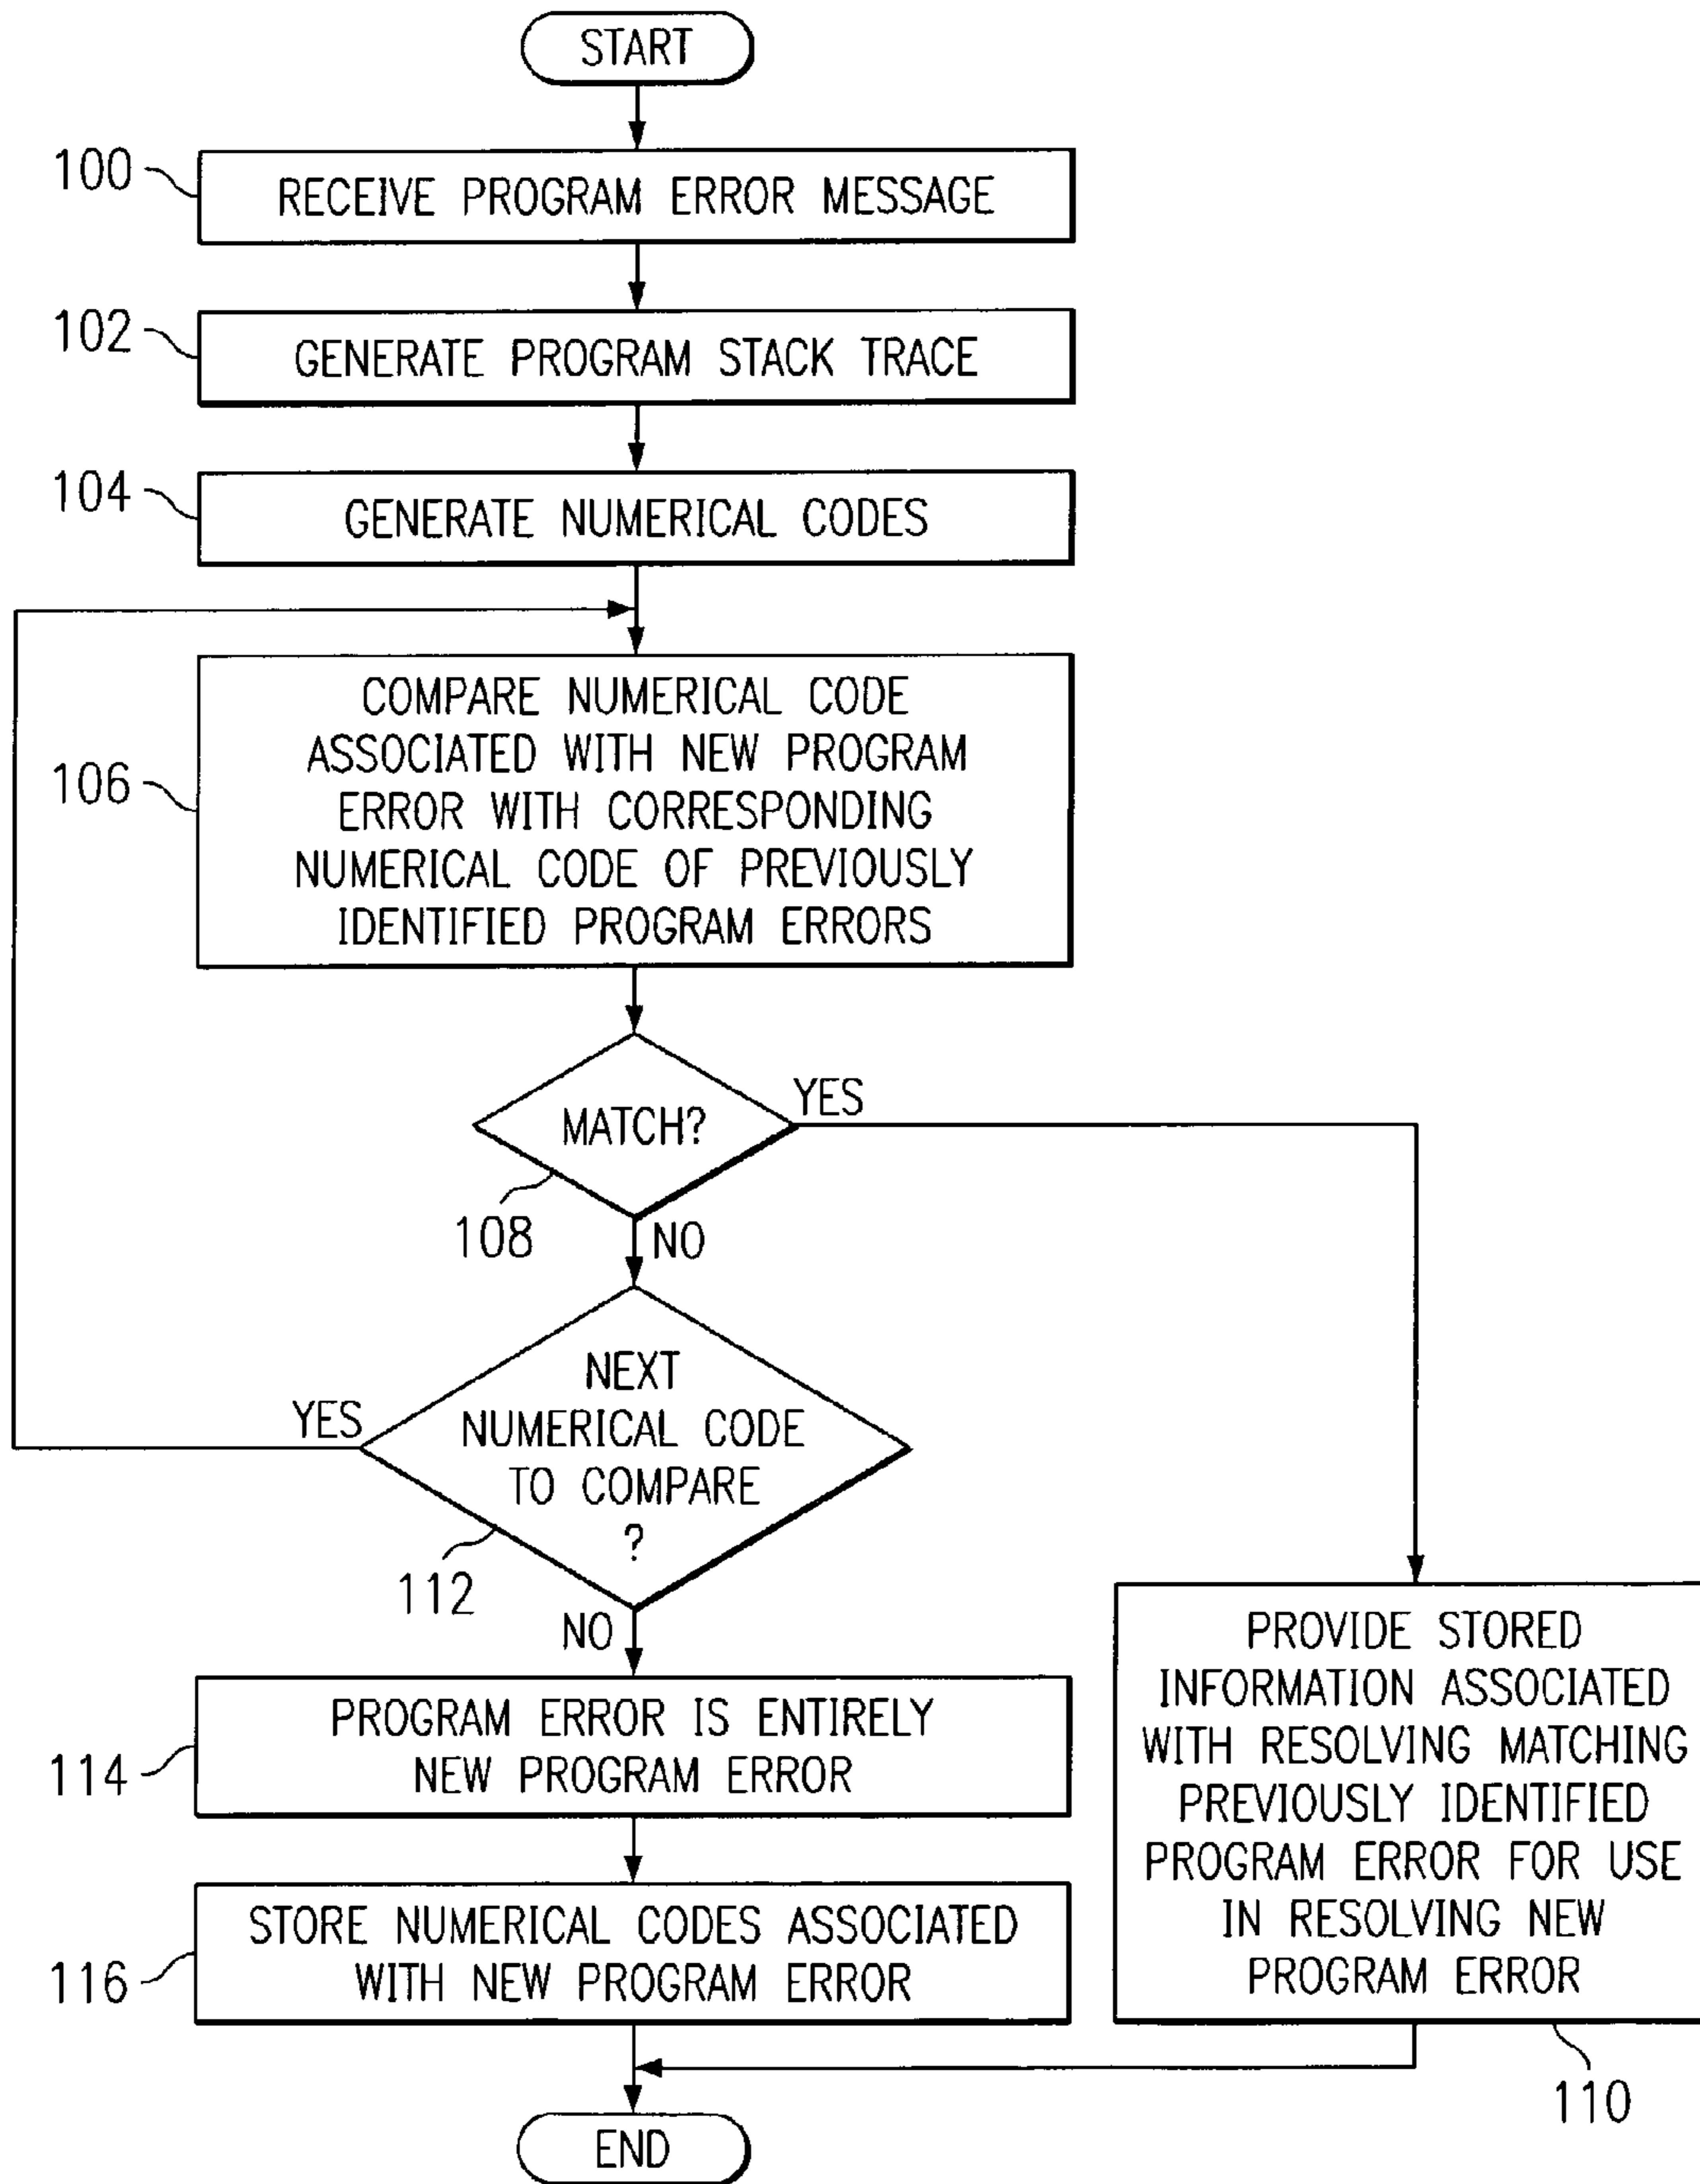 START
100
RECEIVE PROGRAM ERROR MESSAGE
102
GENERATE PROGRAM STACK TRACE
104
GENERATE NUMERICAL CODES
106
COMPARE NUMERICAL CODE
ASSOCIATED WITH NEW PROGRAM
ERROR WITH CORRESPONDING
NUMERICAL CODE OF PREVIOUSLY
IDENTIFIED PROGRAM ERRORS
MATCH?
YES
108
NO
NEXT
NUMERICAL CODE
TO COMPARE
?
YES
112
NO
114
PROGRAM ERROR IS ENTIRELY
NEW PROGRAM ERROR
116
STORE NUMERICAL CODES ASSOCIATED
WITH NEW PROGRAM ERROR
PROVIDE STORED
INFORMATION ASSOCIATED
WITH RESOLVING MATCHING
PREVIOUSLY IDENTIFIED
PROGRAM ERROR FOR USE
IN RESOLVING NEW
PROGRAM ERROR
110
END